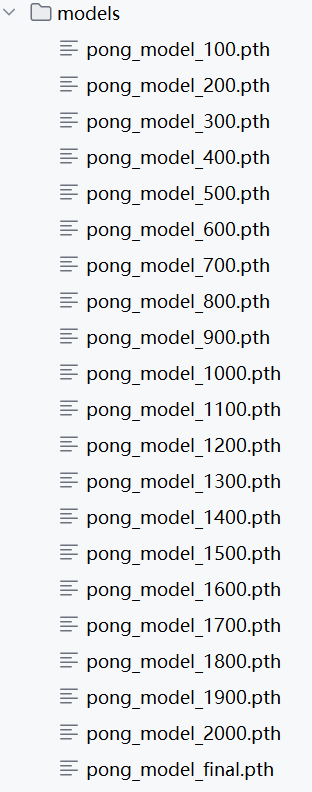 models
pong_model_100.pth
pong_model_200.pth
pong_model_300.pth
pong_model_400.pth
pong_model_500.pth
pong_model_600.pth
pong_model_700.pth
pong_model_800.pth
pong_model_900.pth
pong_model_1000.pth
pong_model_1100.pth
pong_model_1200.pth
pong_model_1300.pth
pong_model_1400.pth
pong_model_1500.pth
pong_model_1600.pth
pong_model_1700.pth
pong_model_1800.pth
pong_model_1900.pth
pong_model_2000.pth
pong_model_final.pth